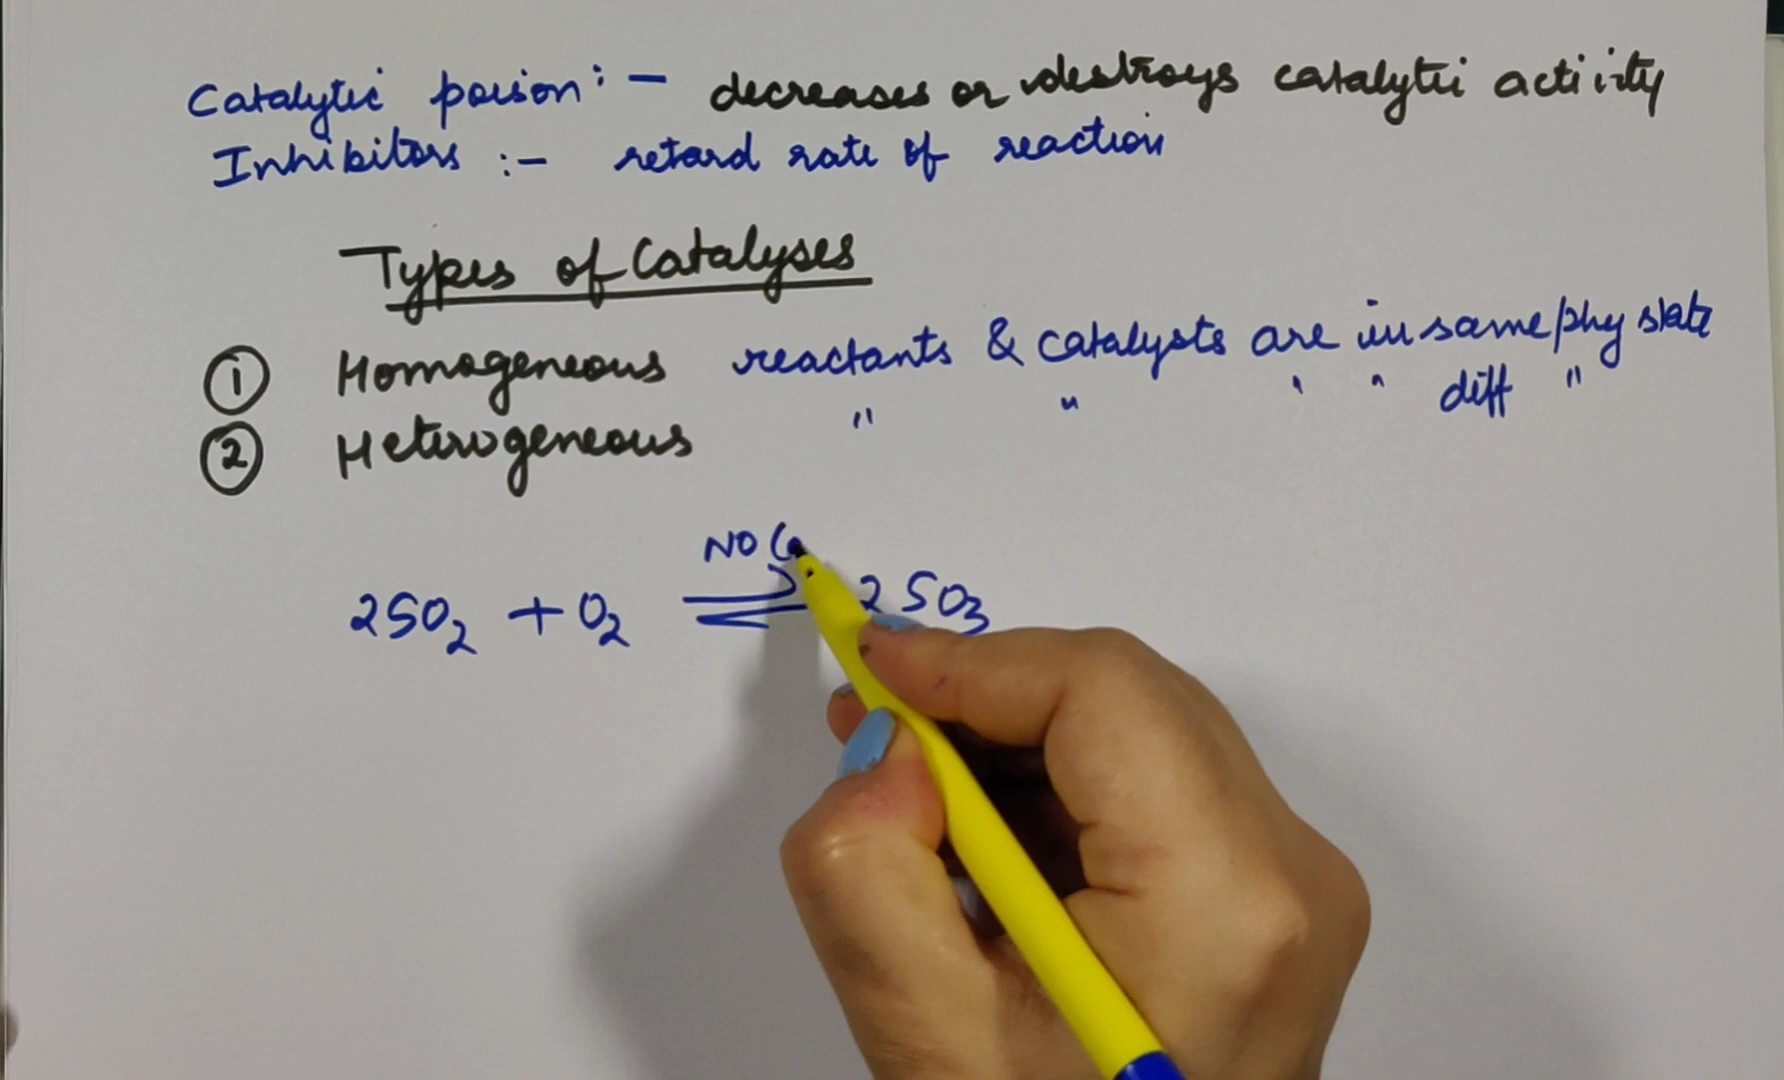 Catalytic poison :- decreases or destroys catalytic activity
Inhibitors :- retard rate of reaction
Types of Catalyses
① Homogeneous reactants & catalysts are in same phy state
② Heterogeneous " " " " diff "
NO (
2SO₂ + O₂ ⇌ 2SO₃